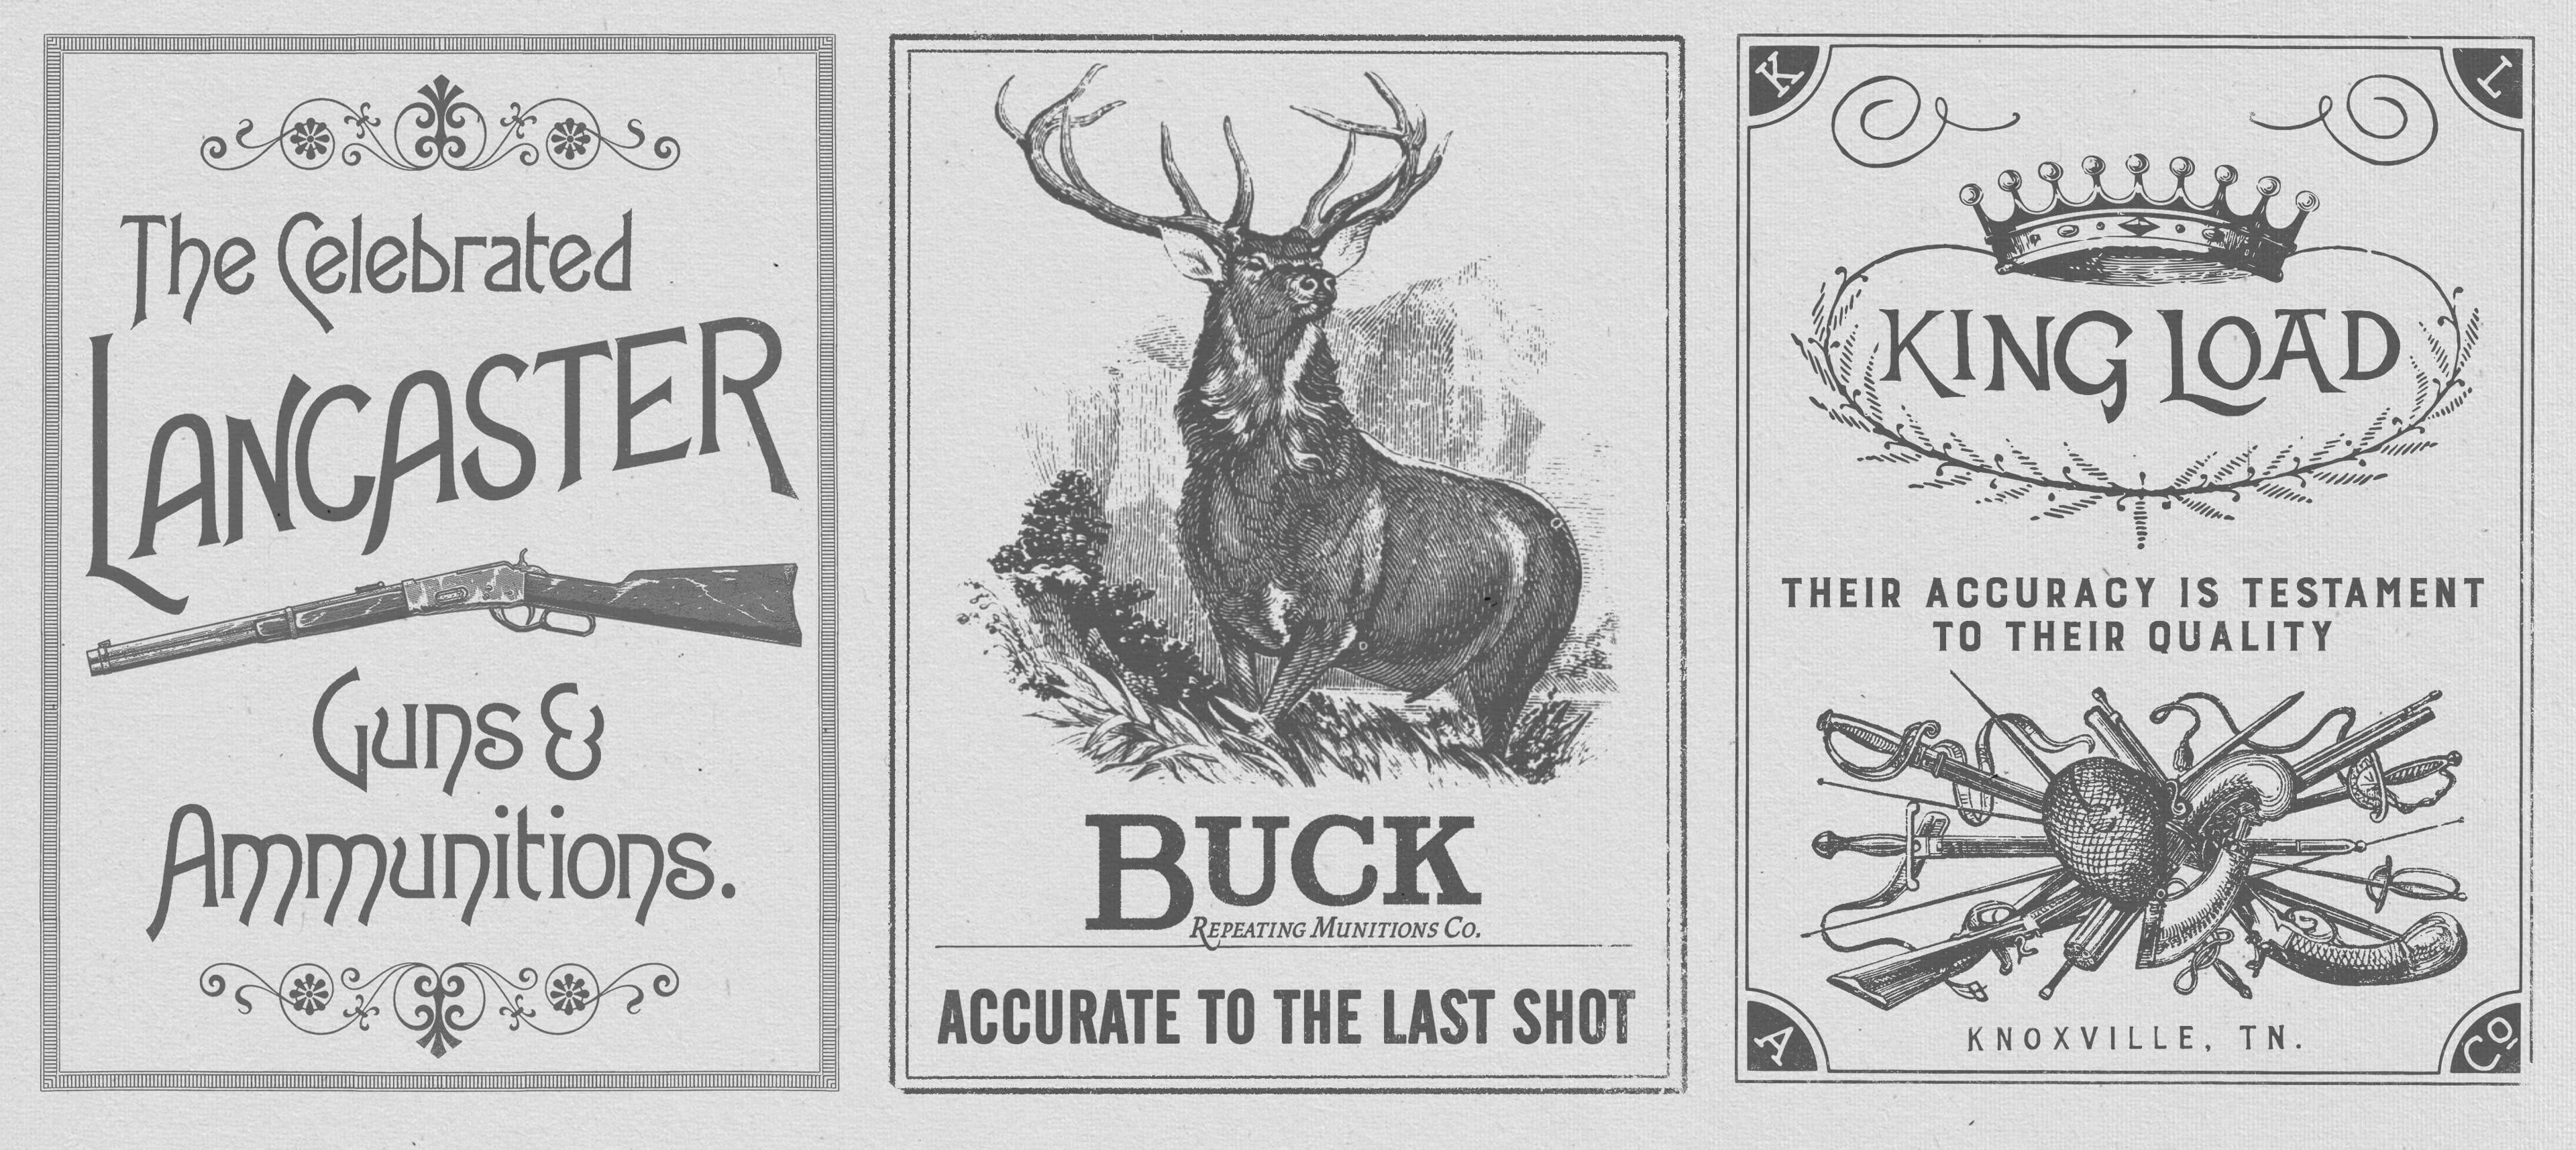 The Celebrated
LANCASTER
Guns &
Ammunitions.
BUCK
REPEATING MUNITIONS CO.
ACCURATE TO THE LAST SHOT
K
L
KING LOAD
THEIR ACCURACY IS TESTAMENT
TO THEIR QUALITY
KNOXVILLE, TN.
A
Co.